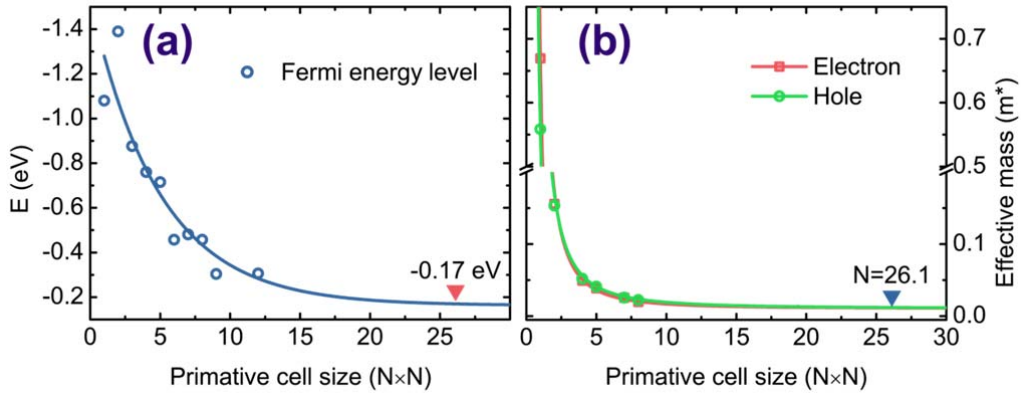 (a)
Fermi energy level
-1.4
-1.2
-1.0
-0.8
-0.6
-0.4
-0.2
E (eV)
-0.17 eV
0 5 10 15 20 25
Primative cell size (N×N)
(b)
Electron
Hole
0.7
0.6
0.5
0.1
0.0
Effective mass (m*)
N=26.1
0 5 10 15 20 25 30
Primative cell size (N×N)